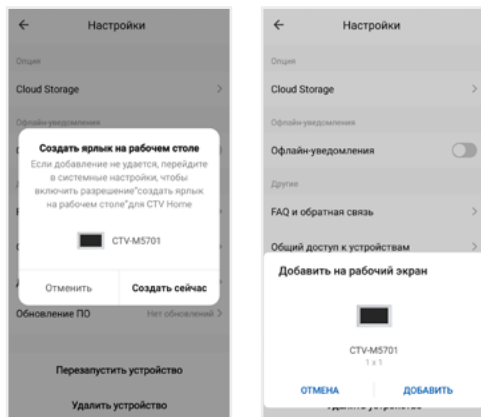 Настройки
Опция
Cloud Storage
Офлайн-уведомления
Создать ярлык на рабочем столе
Если добавление не удается, перейдите
в системные настройки, чтобы
включить разрешение"создать ярлык
на рабочем столе"для CTV Home
CTV-M5701
Отменить
Создать сейчас
Обновление ПО
Нет обновлений
Перезапустить устройство
Удалить устройство
Настройки
Опция
Cloud Storage
Офлайн-уведомления
Офлайн-уведомления
Другие
FAQ и обратная связь
Общий доступ к устройствам
Добавить на рабочий экран
CTV-M5701
1 x 1
ОТМЕНА
ДОБАВИТЬ